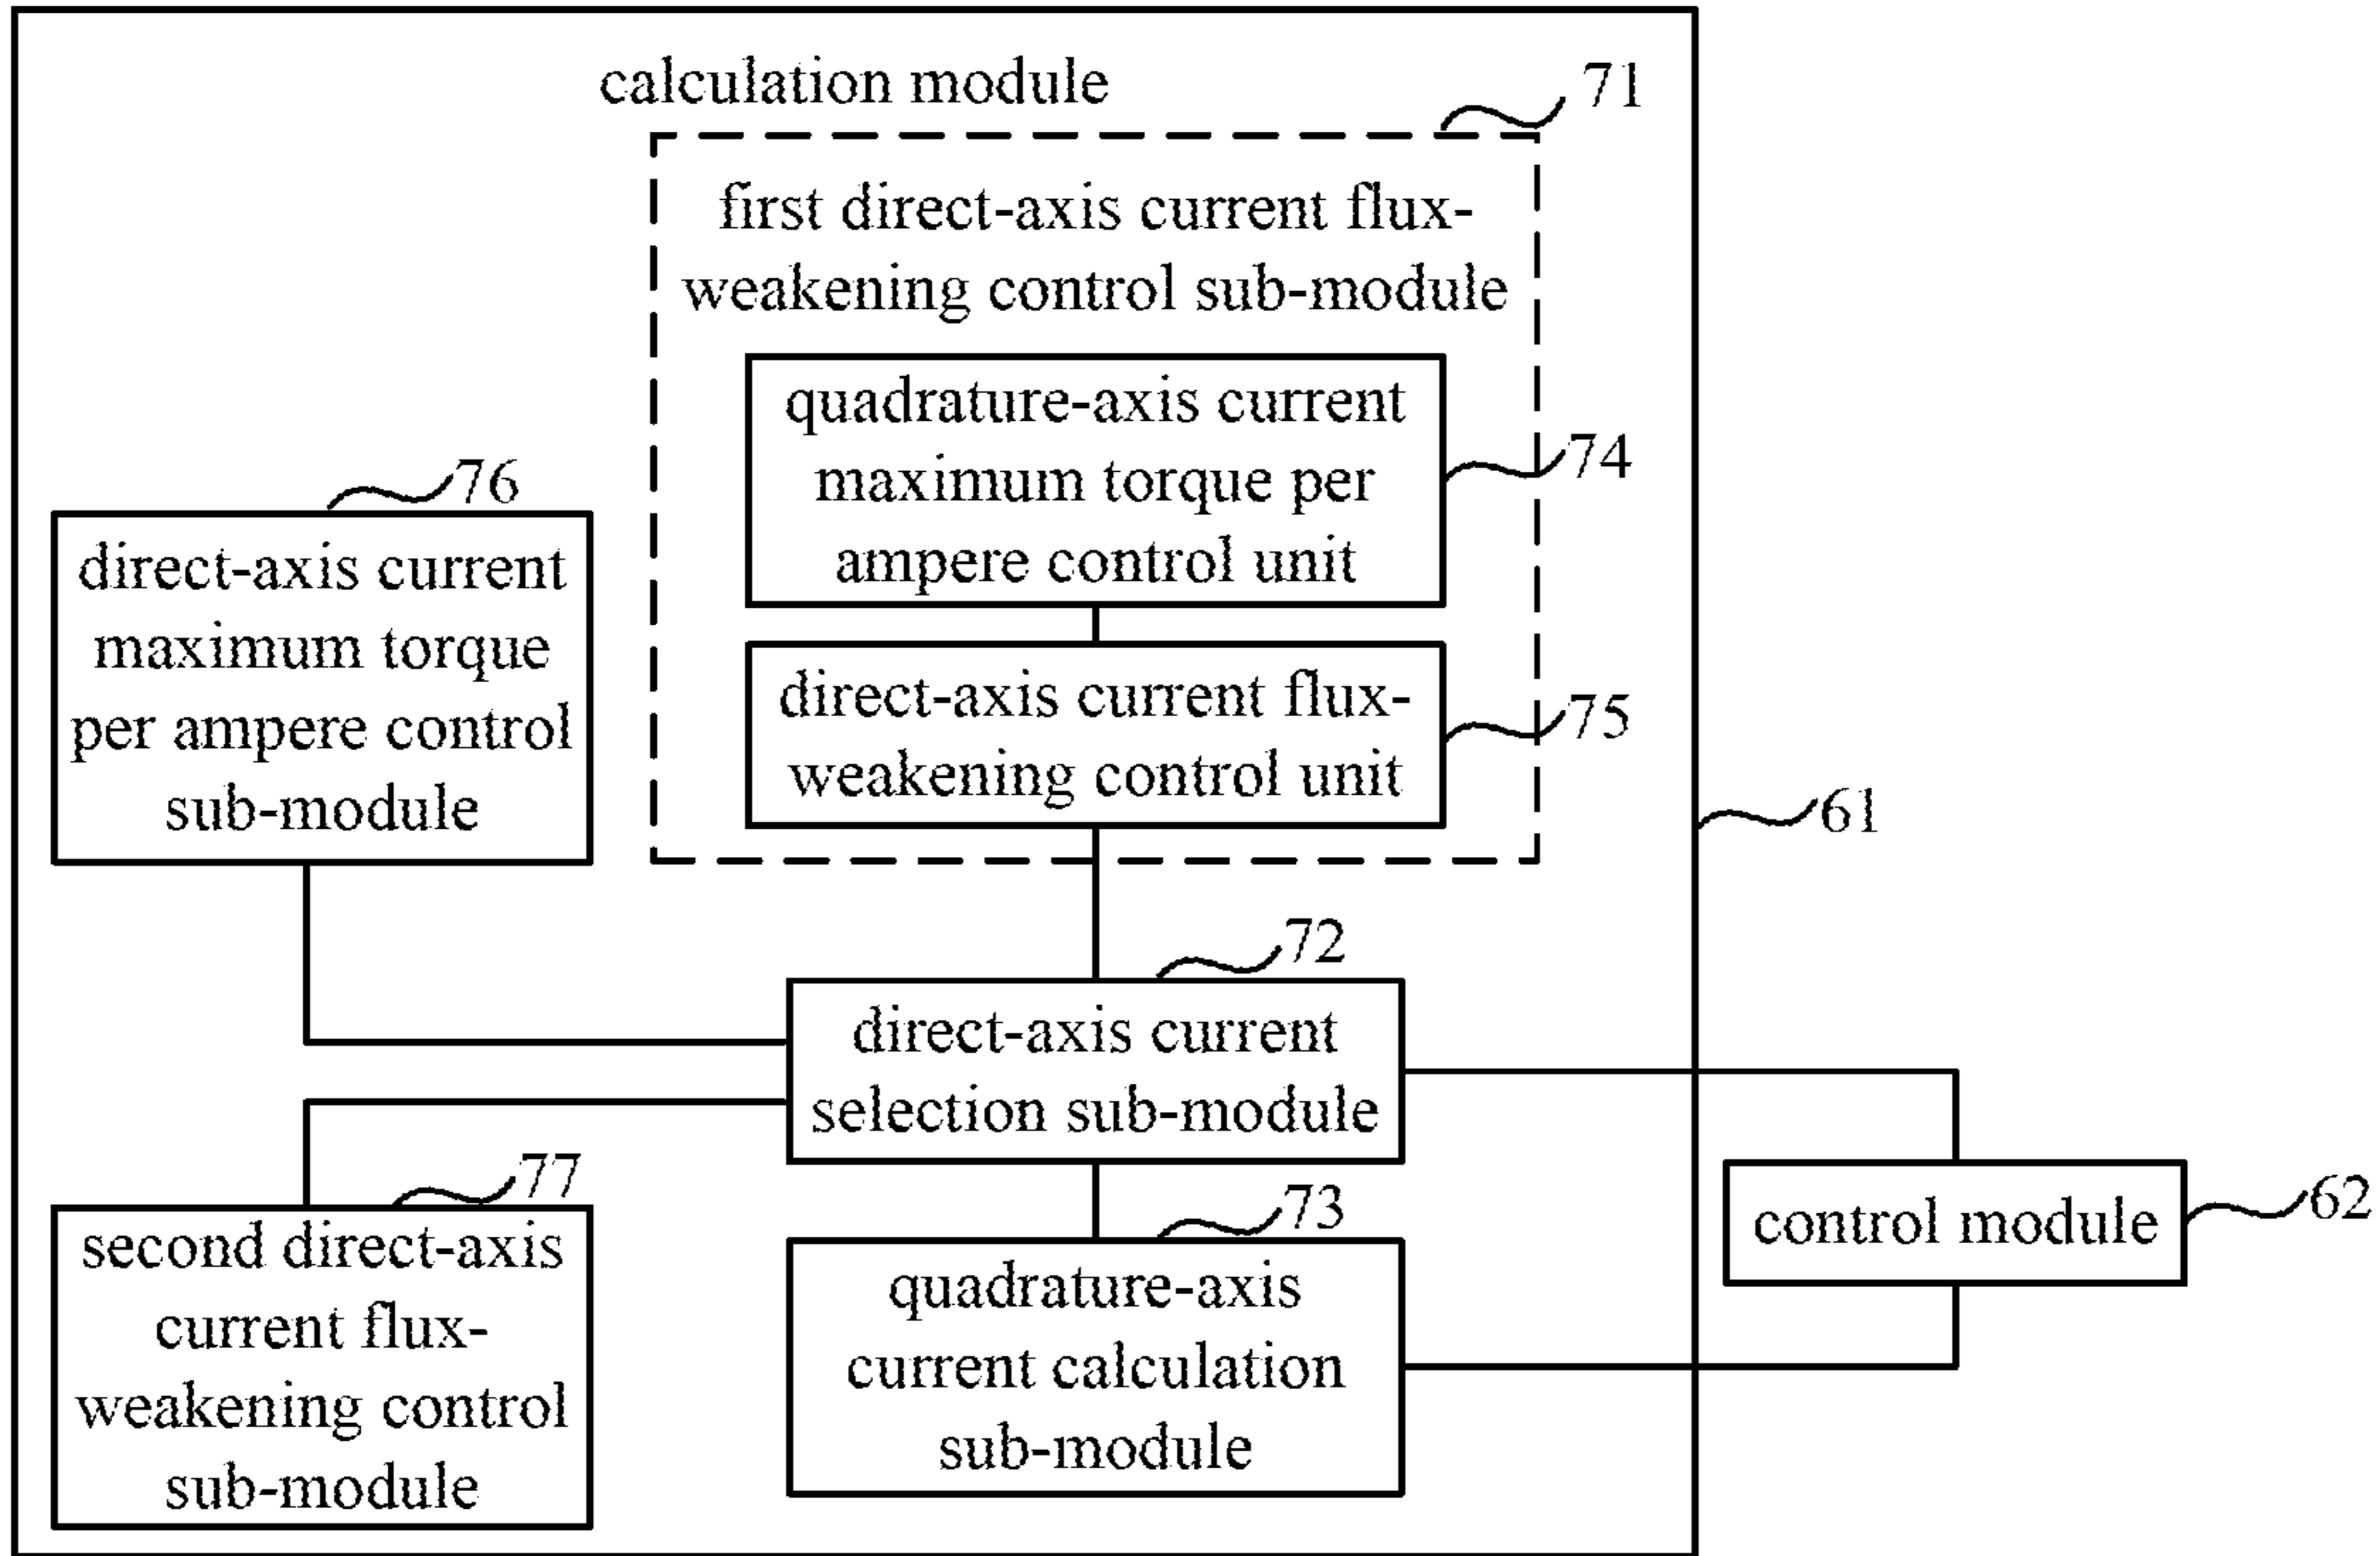 calculation module
71
first direct-axis current flux-
weakening control sub-module
quadrature-axis current
maximum torque per
ampere control unit
74
76
direct-axis current
maximum torque
per ampere control
sub-module
direct-axis current flux-
weakening control unit
75
61
72
direct-axis current
selection sub-module
77
second direct-axis
current flux-
weakening control
sub-module
73
quadrature-axis
current calculation
sub-module
control module
62